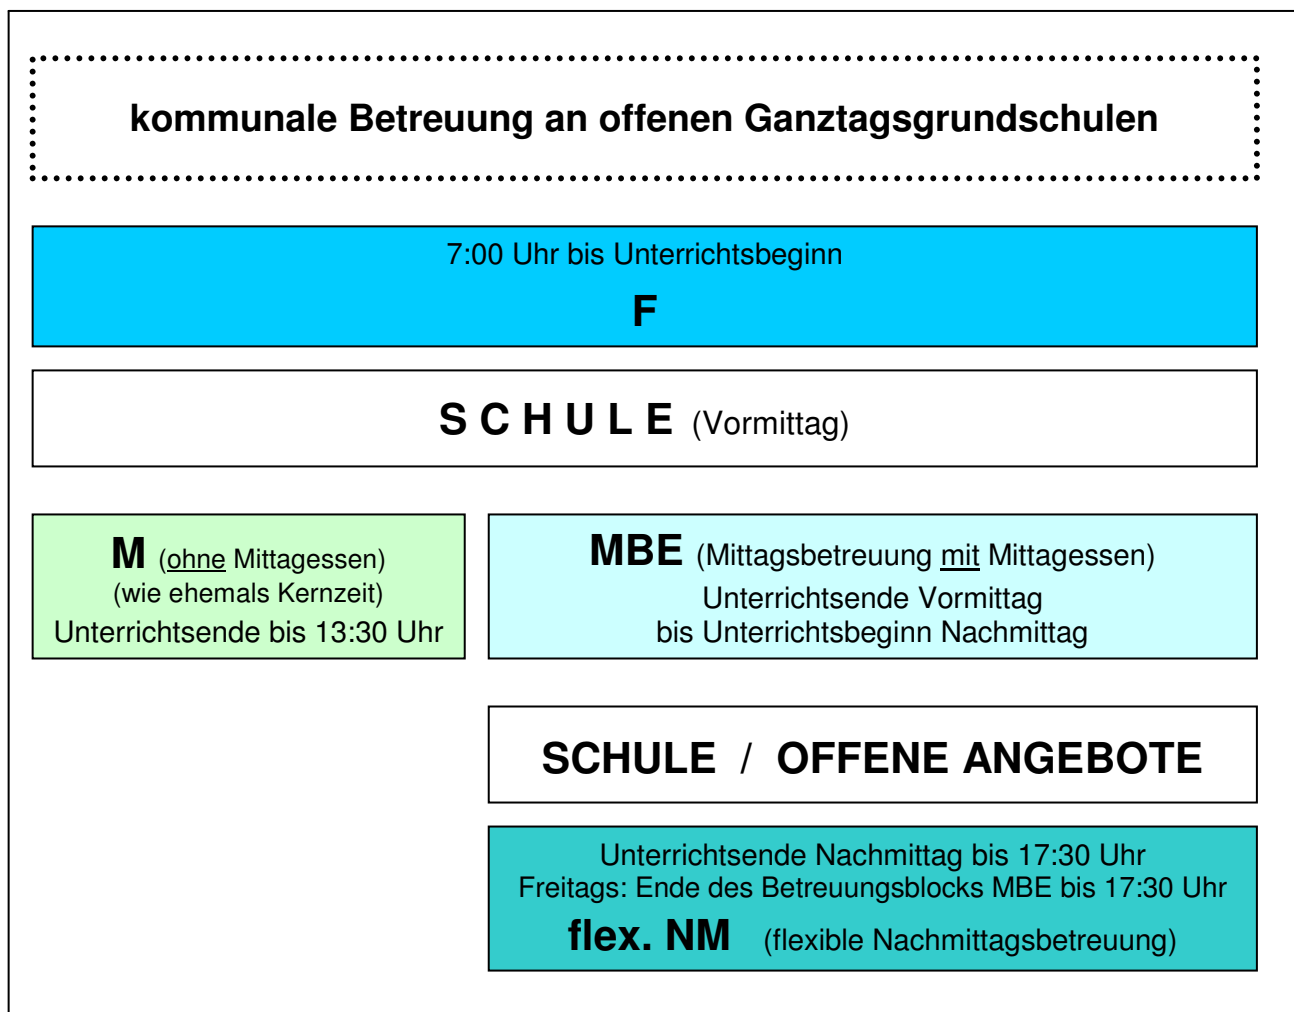 kommunale Betreuung an offenen Ganztagsgrundschulen
7:00 Uhr bis Unterrichtsbeginn
F
S C H U L E (Vormittag)
M (ohne Mittagessen)
(wie ehemals Kernzeit)
Unterrichtsende bis 13:30 Uhr
MBE (Mittagsbetreuung mit Mittagessen)
Unterrichtsende Vormittag
bis Unterrichtsbeginn Nachmittag
SCHULE / OFFENE ANGEBOTE
Unterrichtsende Nachmittag bis 17:30 Uhr
Freitags: Ende des Betreuungsblocks MBE bis 17:30 Uhr
flex. NM (flexible Nachmittagsbetreuung)